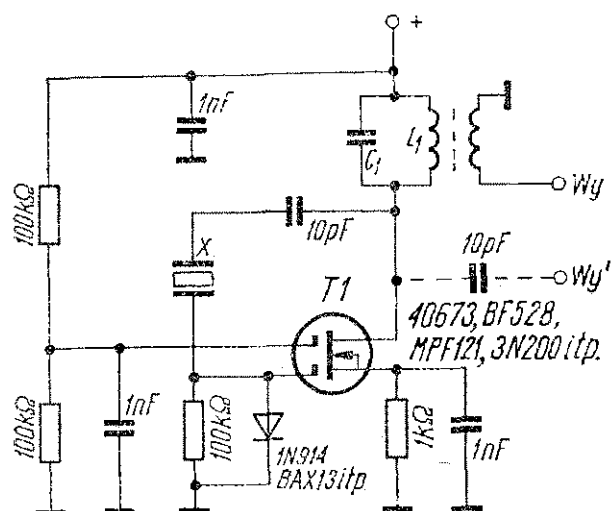 +
1nF
C1
L1
Wy
100kΩ
X
10pF
10pF
Wy'
T1
40673, BF528,
MPF121, 3N200 itp.
100kΩ
1nF
100kΩ
1N914
BAX13 itp.
1kΩ
1nF